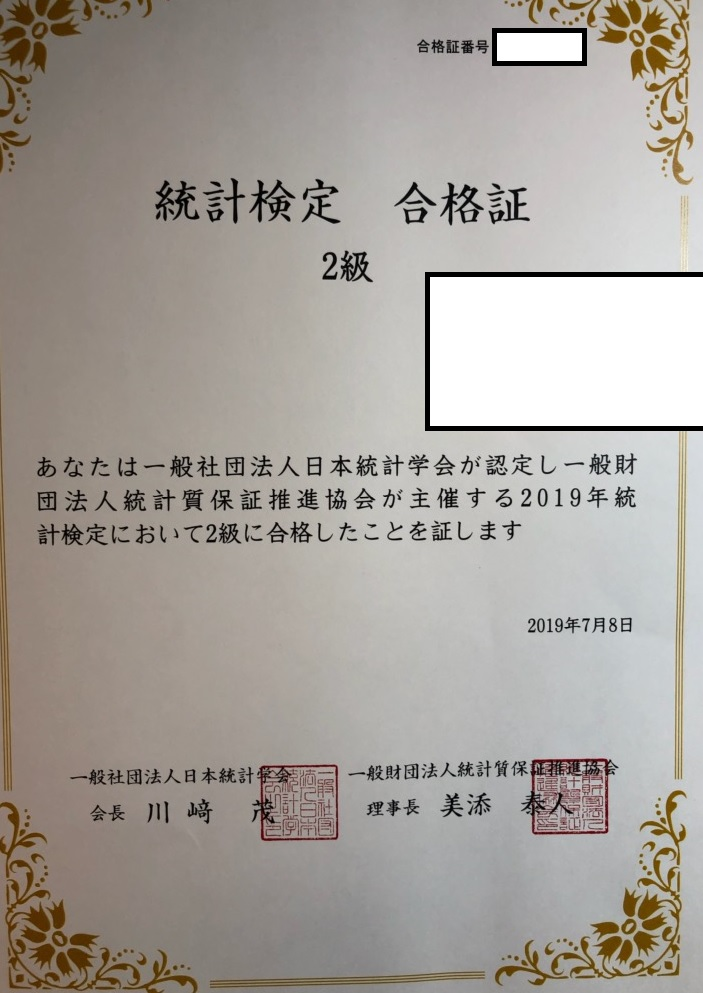 合格証番号
統計検定　合格証
2級
あなたは一般社団法人日本統計学会が認定し一般財
団法人統計質保証推進協会が主催する2019年統
計検定において2級に合格したことを証します
2019年7月8日
一般社団法人日本統計学会
会長　川﨑　茂
一般財団法人統計質保証推進協会
理事長　美添　泰人